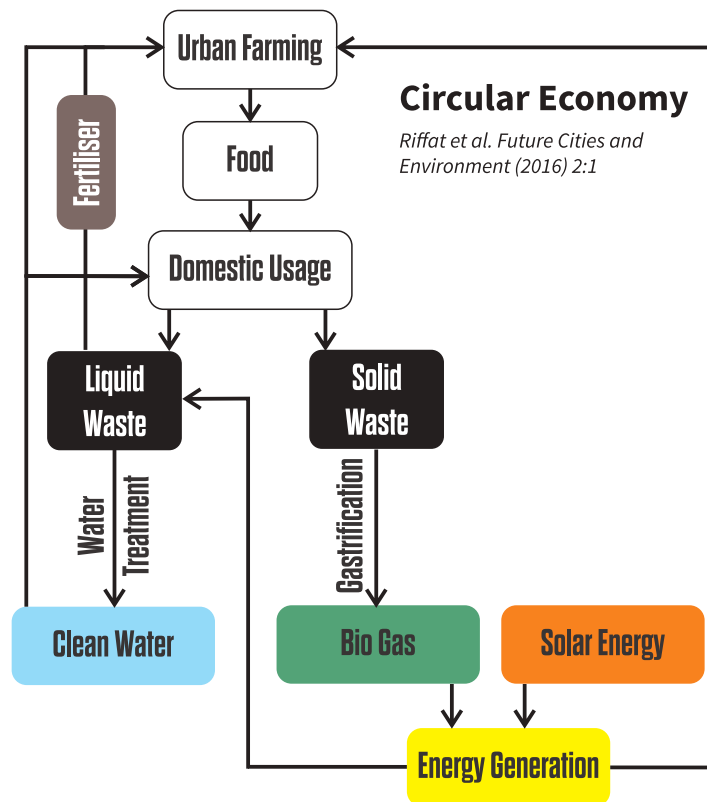 Urban Farming
Circular Economy
Riffat et al. Future Cities and
Environment (2016) 2:1
Fertiliser
Food
Domestic Usage
Liquid
Waste
Solid
Waste
Water
Treatment
Gastrification
Clean Water
Bio Gas
Solar Energy
Energy Generation